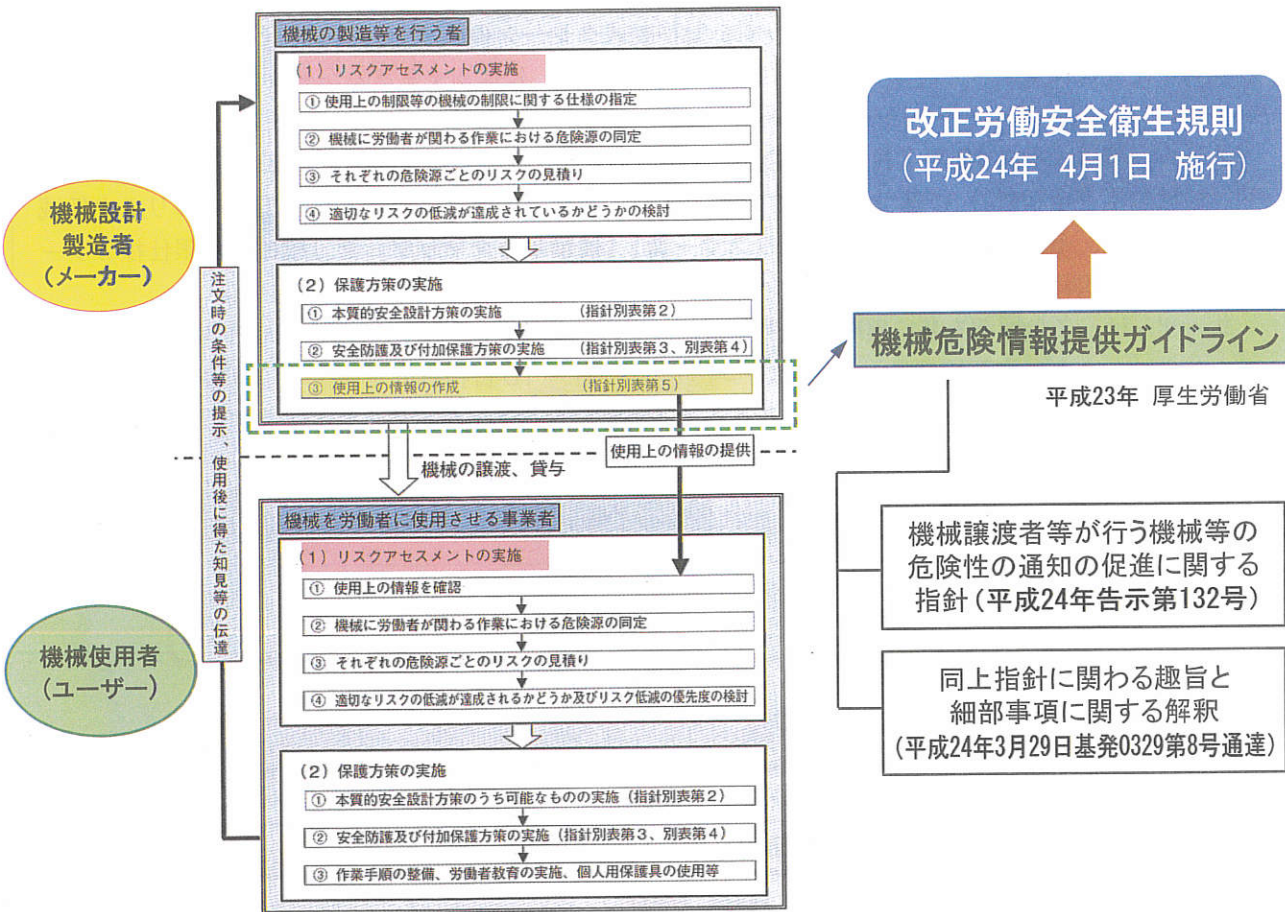 機械の製造等を行う者
(1)リスクアセスメントの実施
① 使用上の制限等の機械の制限に関する仕様の指定
② 機械に労働者が関わる作業における危険源の同定
③ それぞれの危険源ごとのリスクの見積り
④ 適切なリスクの低減が達成されているかどうかの検討
(2)保護方策の実施
① 本質的安全設計方策の実施 (指針別表第2)
② 安全防護及び付加保護方策の実施 (指針別表第3、別表第4)
③ 使用上の情報の作成 (指針別表第5)
機械設計
製造者
(メーカー)
注文時の条件等の提示、使用後に得た知見等の伝達
機械の譲渡、貸与
使用上の情報の提供
機械使用者
(ユーザー)
機械を労働者に使用させる事業者
(1)リスクアセスメントの実施
① 使用上の情報を確認
② 機械に労働者が関わる作業における危険源の同定
③ それぞれの危険源ごとのリスクの見積り
④ 適切なリスクの低減が達成されるかどうか及びリスク低減の優先度の検討
(2)保護方策の実施
① 本質的安全設計方策のうち可能なものの実施(指針別表第2)
② 安全防護及び付加保護方策の実施(指針別表第3、別表第4)
③ 作業手順の整備、労働者教育の実施、個人用保護具の使用等
改正労働安全衛生規則
(平成24年 4月1日 施行)
機械危険情報提供ガイドライン
平成23年 厚生労働省
機械譲渡者等が行う機械等の
危険性の通知の促進に関する
指針(平成24年告示第132号)
同上指針に関わる趣旨と
細部事項に関する解釈
(平成24年3月29日基発0329第8号通達)